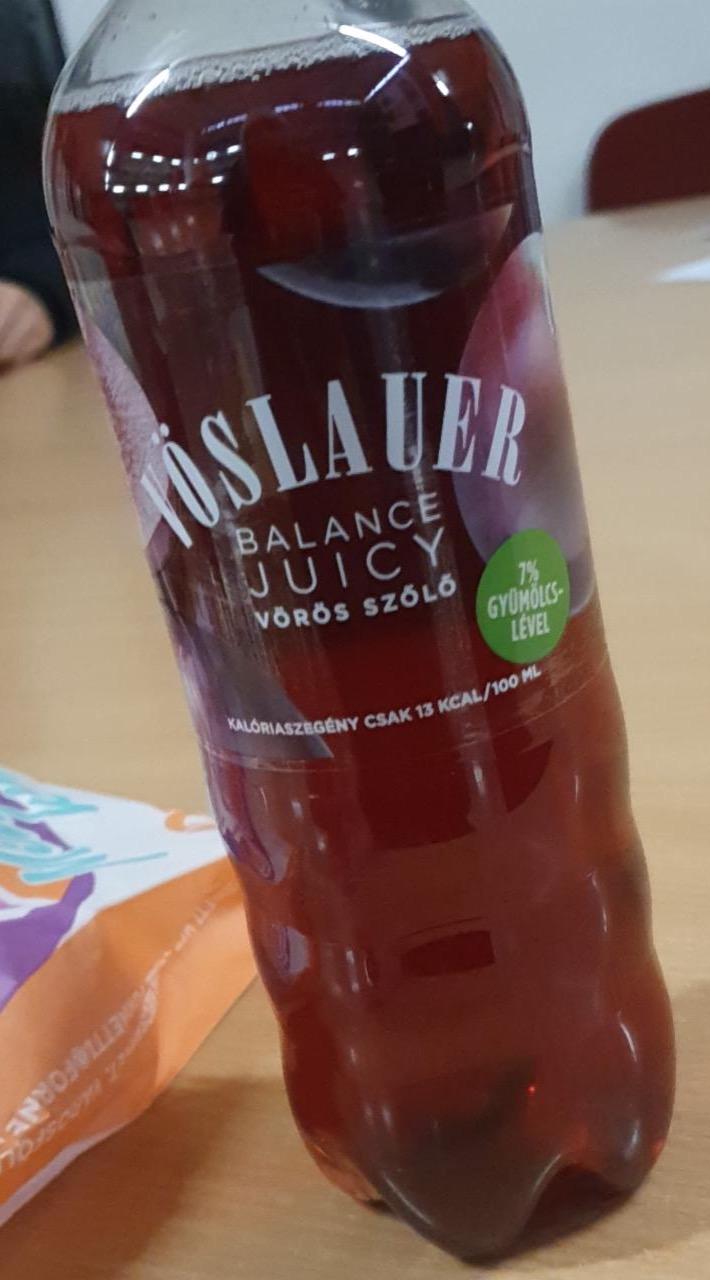 VÖSLAUER
BALANCE
JUICY
VÖRÖS SZŐLŐ
7%
GYÜMÖLCS-
LÉVEL
KALÓRIASZEGÉNY CSAK 13 KCAL/100 ML